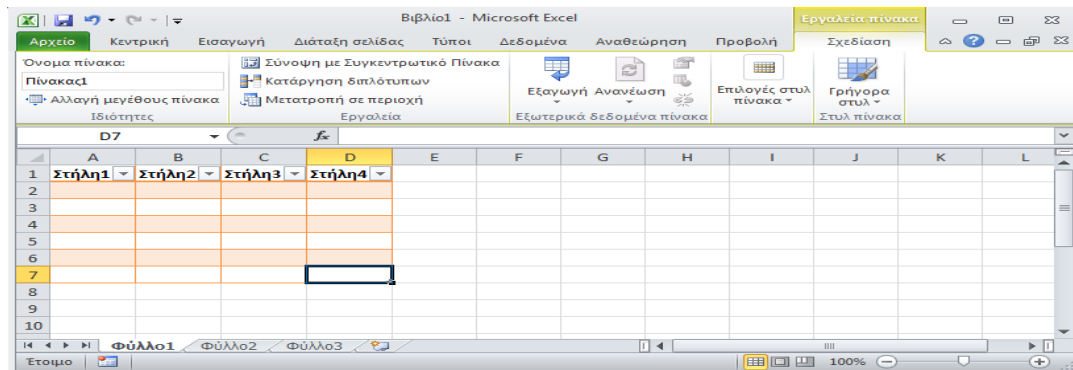 Βιβλίο1 - Microsoft Excel
Εργαλεία πίνακα
Αρχείο Κεντρική Εισαγωγή Διάταξη σελίδας Τύποι Δεδομένα Αναθεώρηση Προβολή Σχεδίαση
Όνομα πίνακα:
Πίνακας1
Αλλαγή μεγέθους πίνακα
Ιδιότητες
Σύνοψη με Συγκεντρωτικό Πίνακα
Κατάργηση διπλότυπων
Μετατροπή σε περιοχή
Εργαλεία
Εξαγωγή Ανανέωση
Εξωτερικά δεδομένα πίνακα
Επιλογές στυλ
πίνακα
Γρήγορα
στυλ
Στυλ πίνακα
D7 fx
A B C D E F G H I J K L
1 Στήλη1 Στήλη2 Στήλη3 Στήλη4
2
3
4
5
6
7
8
9
10
Φύλλο1 Φύλλο2 Φύλλο3
Έτοιμο 100%